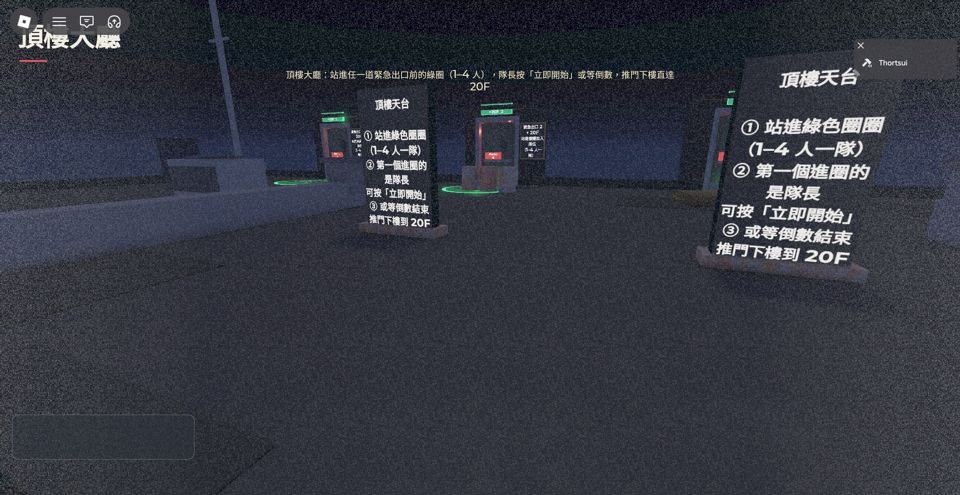 頂樓大廳
頂樓大廳：站進任一道緊急出口前的綠圈（1–4 人），隊長按「立即開始」或等倒數，推門下樓直達
20F
Thortsui
頂樓天台
① 站進綠色圈圈
（1–4 人一隊）
② 第一個進圈的
是隊長
可按「立即開始」
③ 或等倒數結束
推門下樓到 20F
頂樓天台
① 站進綠色圈圈
（1–4 人一隊）
② 第一個進圈的
是隊長
可按「立即開始」
③ 或等倒數結束
推門下樓到 20F
緊急出口 2